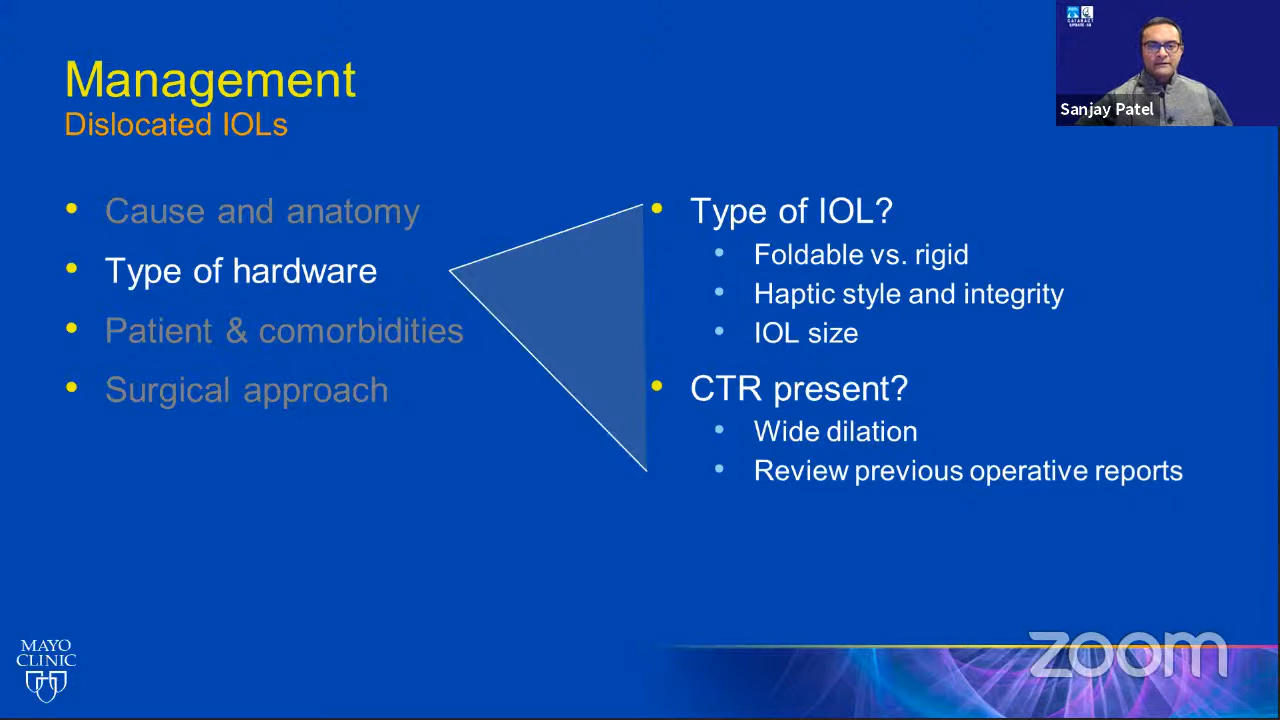 Management
Dislocated IOLs
Cause and anatomy
Type of hardware
Patient & comorbidities
Surgical approach
Type of IOL?
Foldable vs. rigid
Haptic style and integrity
IOL size
CTR present?
Wide dilation
Review previous operative reports
CATARACT
Sanjay Patel
MAYO
CLINIC
zoom